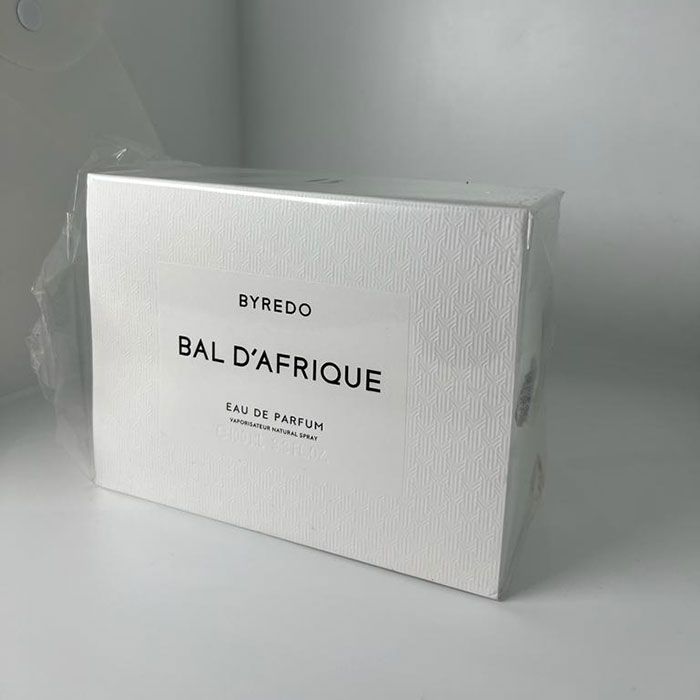 BYREDO
BAL D'AFRIQUE
EAU DE PARFUM
VAPORISATEUR NATURAL SPRAY